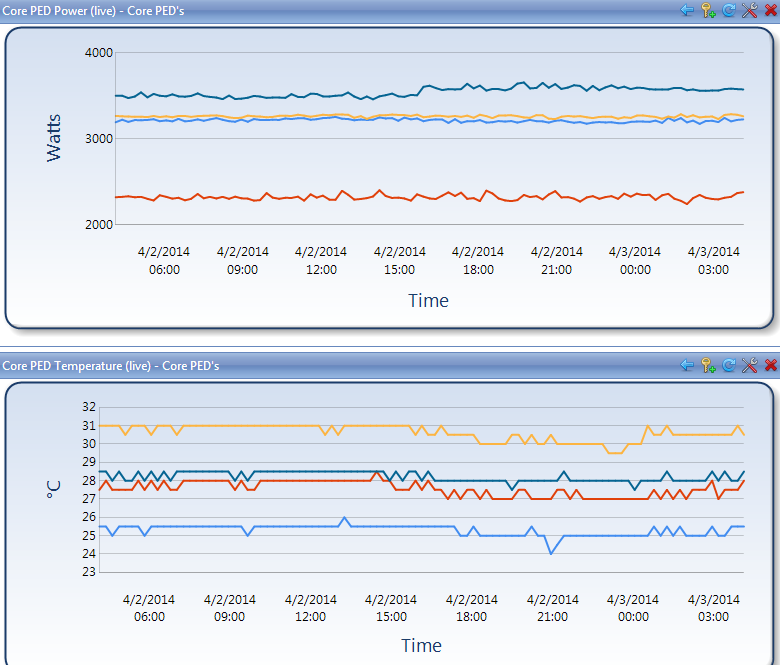 Core PED Power (live) - Core PED's
4000
3000
2000
Watts
4/2/2014 4/2/2014 4/2/2014 4/2/2014 4/2/2014 4/2/2014 4/3/2014 4/3/2014
06:00 09:00 12:00 15:00 18:00 21:00 00:00 03:00
Time
Core PED Temperature (live) - Core PED's
32
31
30
29
28
27
26
25
24
23
°C
4/2/2014 4/2/2014 4/2/2014 4/2/2014 4/2/2014 4/2/2014 4/3/2014 4/3/2014
06:00 09:00 12:00 15:00 18:00 21:00 00:00 03:00
Time